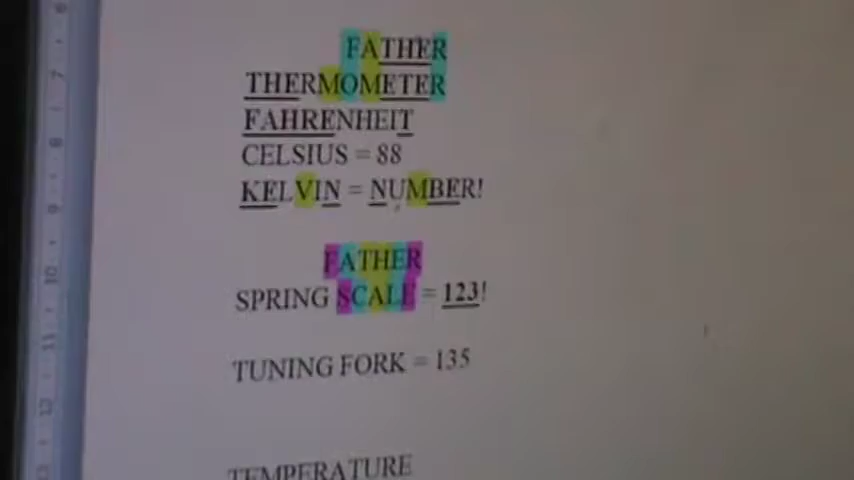 FATHER
THERMOMETER
FAHRENHEIT
CELSIUS = 88
KELVIN = NUMBER!
FATHER
SPRING SCALE = 123!
TUNING FORK = 135
TEMPERATURE